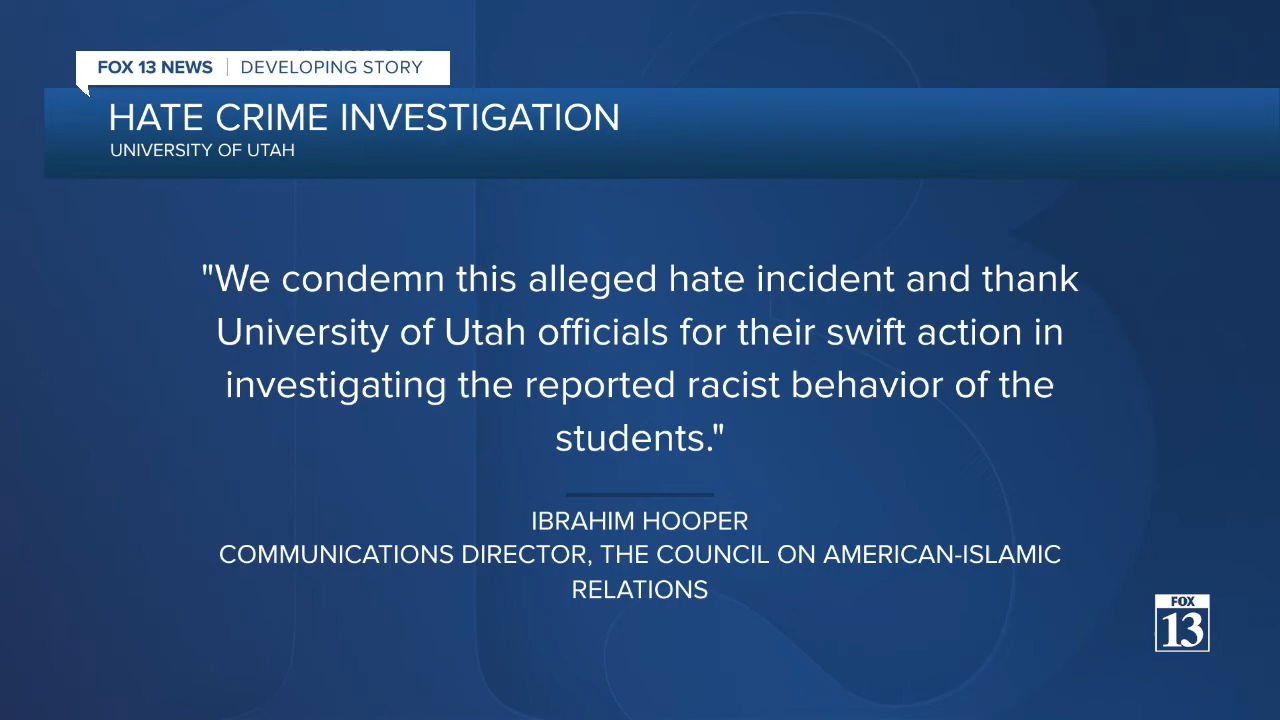 FOX 13 NEWS | DEVELOPING STORY
HATE CRIME INVESTIGATION
UNIVERSITY OF UTAH
"We condemn this alleged hate incident and thank
University of Utah officials for their swift action in
investigating the reported racist behavior of the
students."
IBRAHIM HOOPER
COMMUNICATIONS DIRECTOR, THE COUNCIL ON AMERICAN-ISLAMIC
RELATIONS
FOX
13